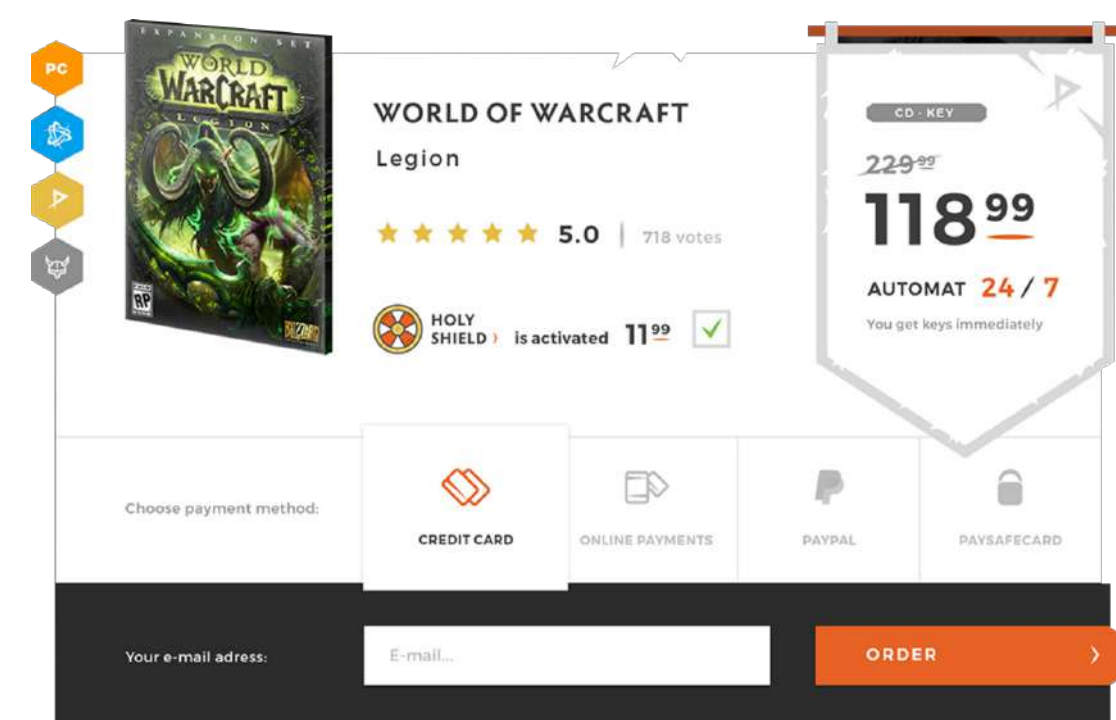 PC
EXPANSION SET
WORLD
WARCRAFT
LEGION
RP
WORLD OF WARCRAFT
Legion
5.0 | 718 votes
HOLY
SHIELD › is activated 11 99
CD - KEY
229 99
118 99
AUTOMAT 24 / 7
You get keys immediately
Choose payment method:
CREDIT CARD
ONLINE PAYMENTS
PAYPAL
PAYSAFECARD
Your e-mail adress:
E-mail...
ORDER